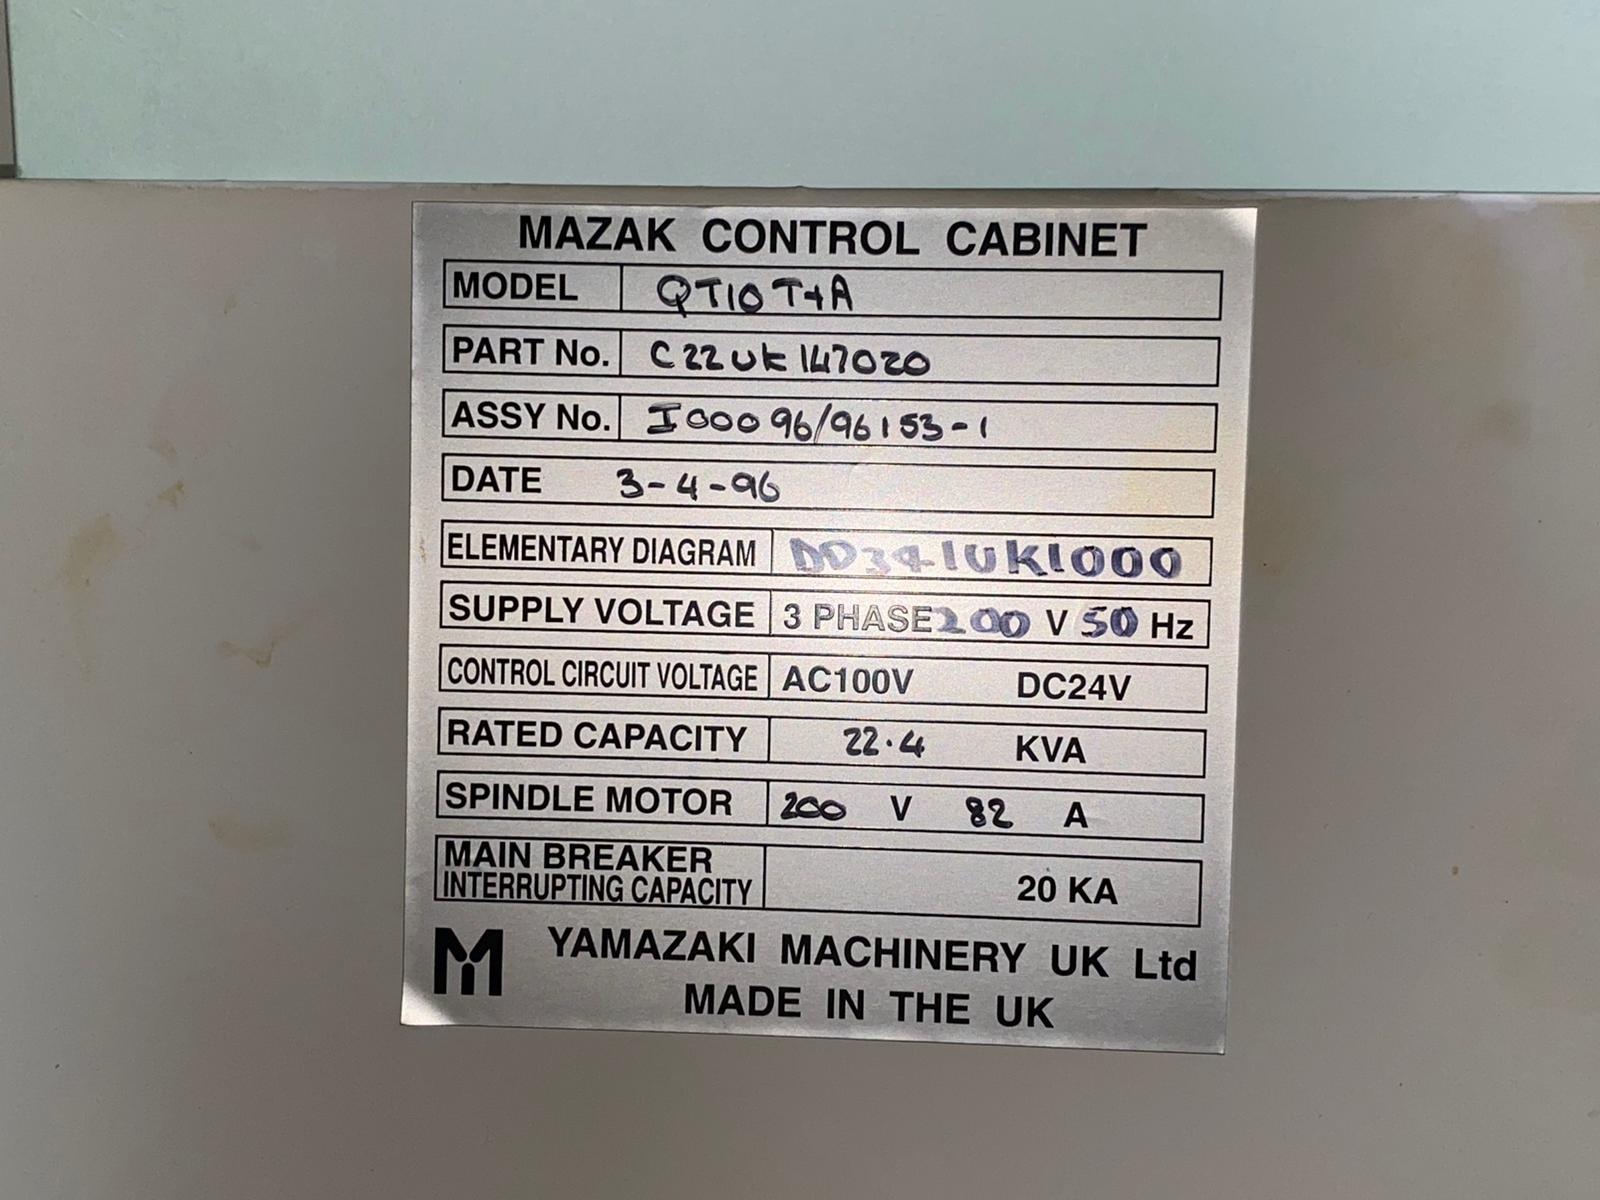 MAZAK CONTROL CABINET
MODEL QT10 T+A
PART No. C22UK147020
ASSY No. I00096/96153-1
DATE 3-4-96
ELEMENTARY DIAGRAM DD341UK1000
SUPPLY VOLTAGE 3 PHASE 200 V 50 Hz
CONTROL CIRCUIT VOLTAGE AC100V DC24V
RATED CAPACITY 22.4 KVA
SPINDLE MOTOR 200 V 82 A
MAIN BREAKER
INTERRUPTING CAPACITY 20 KA
YAMAZAKI MACHINERY UK Ltd
MADE IN THE UK